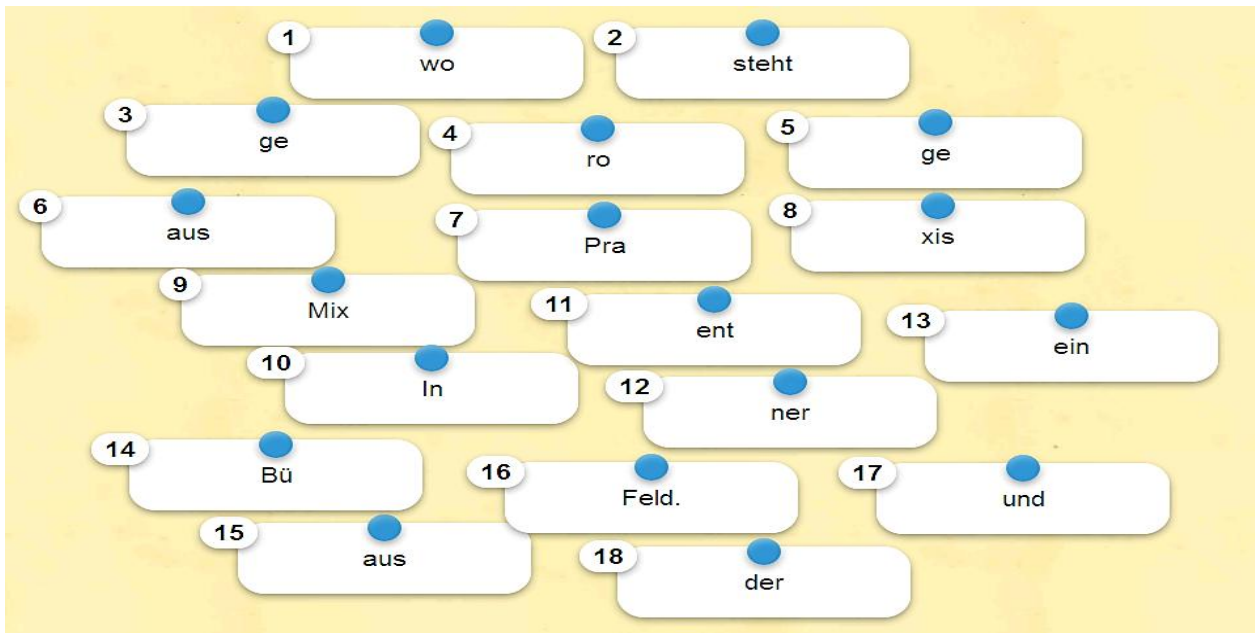 1 wo
2 steht
3 ge
4 ro
5 ge
6 aus
7 Pra
8 xis
9 Mix
10 In
11 ent
12 ner
13 ein
14 Bü
15 aus
16 Feld.
17 und
18 der